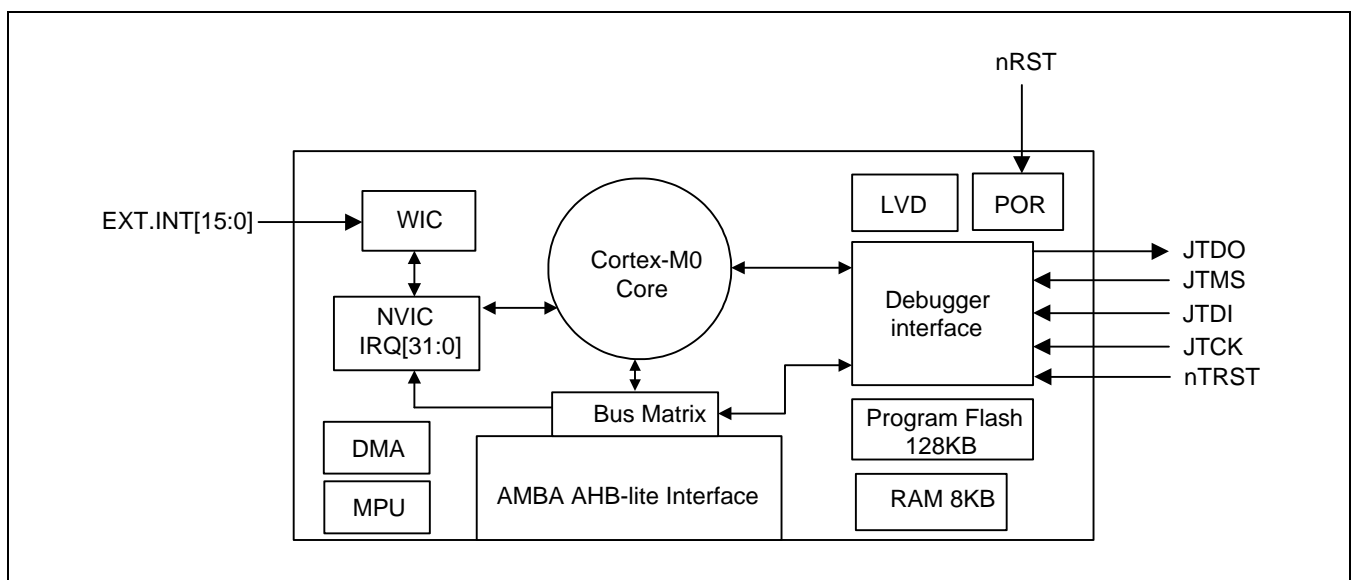 nRST
EXT.INT[15:0]
WIC
Cortex-M0
Core
LVD
POR
NVIC
IRQ[31:0]
Debugger
interface
JTDO
JTMS
JTDI
JTCK
nTRST
Bus Matrix
DMA
MPU
AMBA AHB-lite Interface
Program Flash
128KB
RAM 8KB